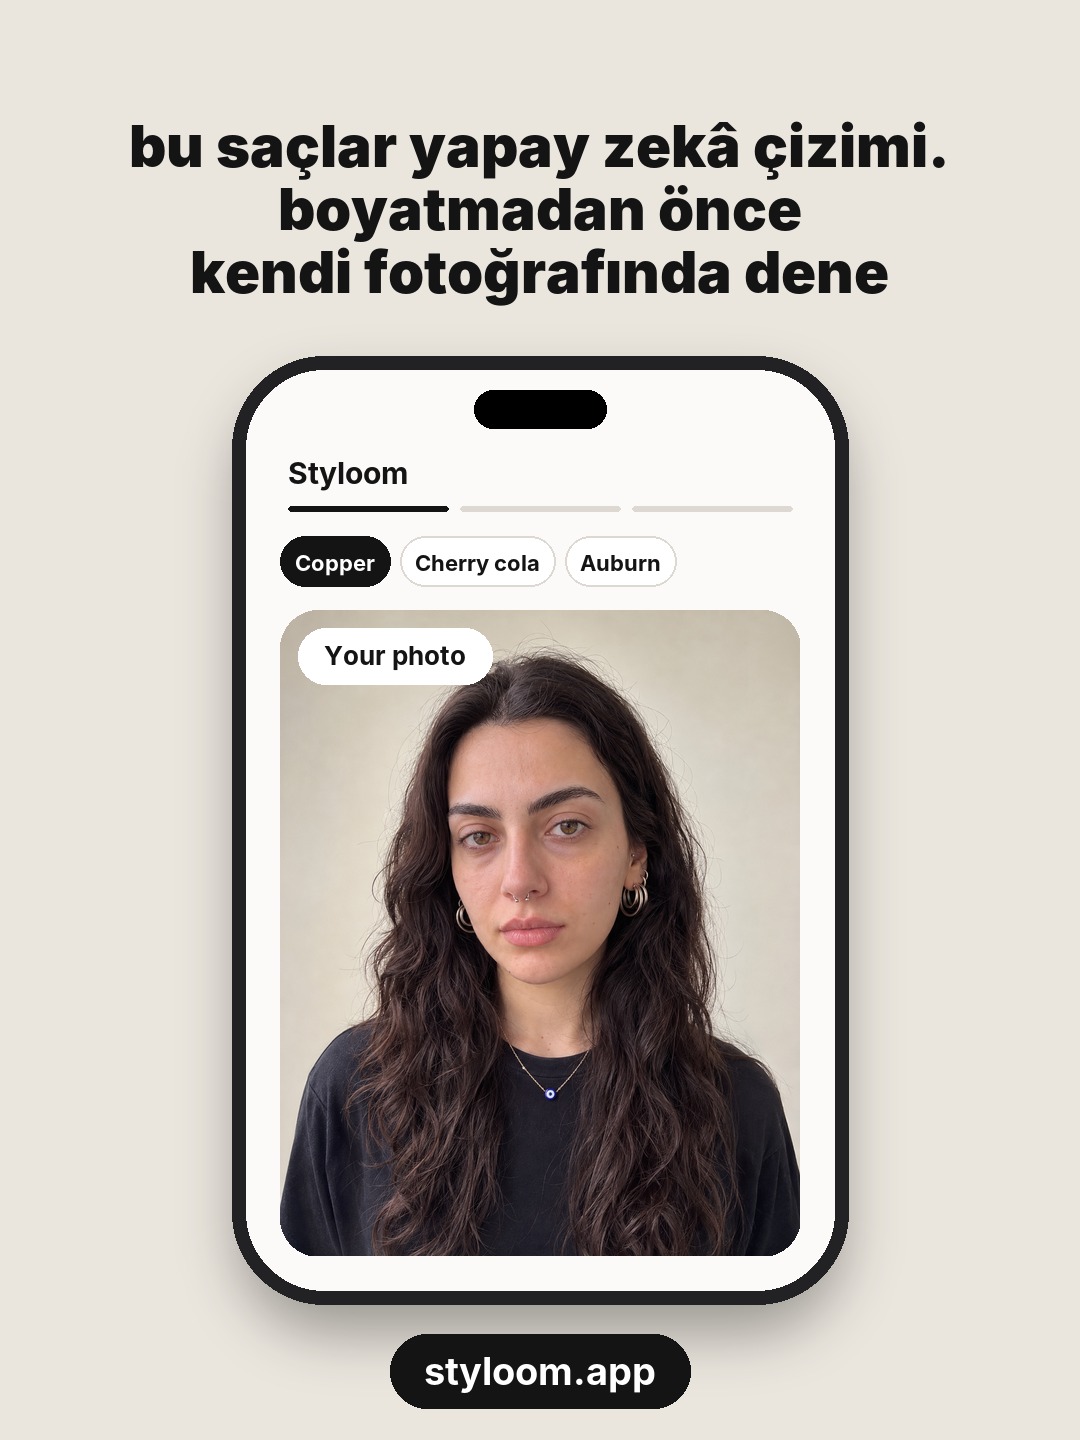 bu saçlar yapay zekâ çizimi.
boyatmadan önce
kendi fotoğrafında dene
Styloom
Copper Cherry cola Auburn
Your photo
styloom.app